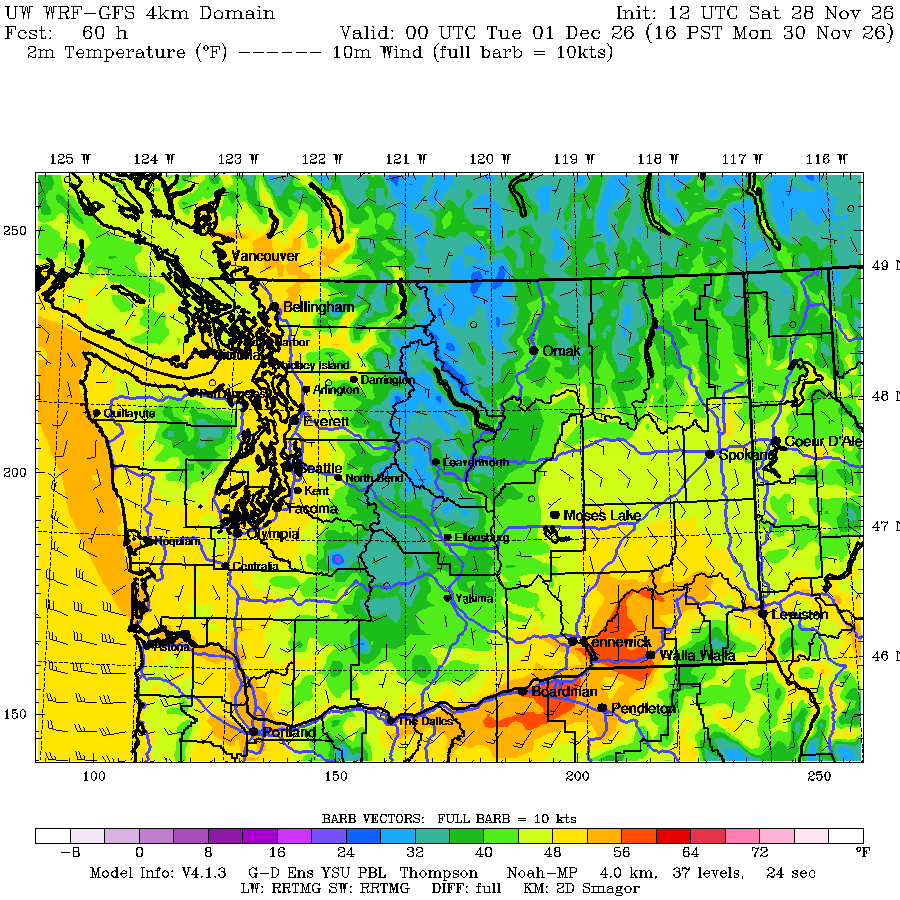 UW WRF-GFS 4km Domain Init: 12 UTC Sat 28 Nov 26
Fcst: 60 h Valid: 00 UTC Tue 01 Dec 26 (16 PST Mon 30 Nov 26)
2m Temperature (°F) ------ 10m Wind (full barb = 10kts)
125 W 124 W 123 W 122 W 121 W 120 W 119 W 118 W 117 W 116 W
250
Vancouver
49 N
Bellingham
Harbor
Omak
Darrington
Arlington
48 N
Quillayute
Everett
Coeur D'Ale
Spokane
Leavenworth
200
Seattle
North Bend
Kent
Tacoma
Moses Lake
47 N
Olympia
Hoquiam
Ellensburg
Centralia
Yakima
Lewiston
Kennewick
Astoria
Walla Walla
46 N
Boardman
Pendleton
150
The Dalles
Portland
100 150 200 250
BARB VECTORS: FULL BARB = 10 kts
-8 0 8 16 24 32 40 48 56 64 72 °F
Model Info: V4.1.3 G-D Ens YSU PBL Thompson Noah-MP 4.0 km, 37 levels, 24 sec
LW: RRTMG SW: RRTMG DIFF: full KM: 2D Smagor